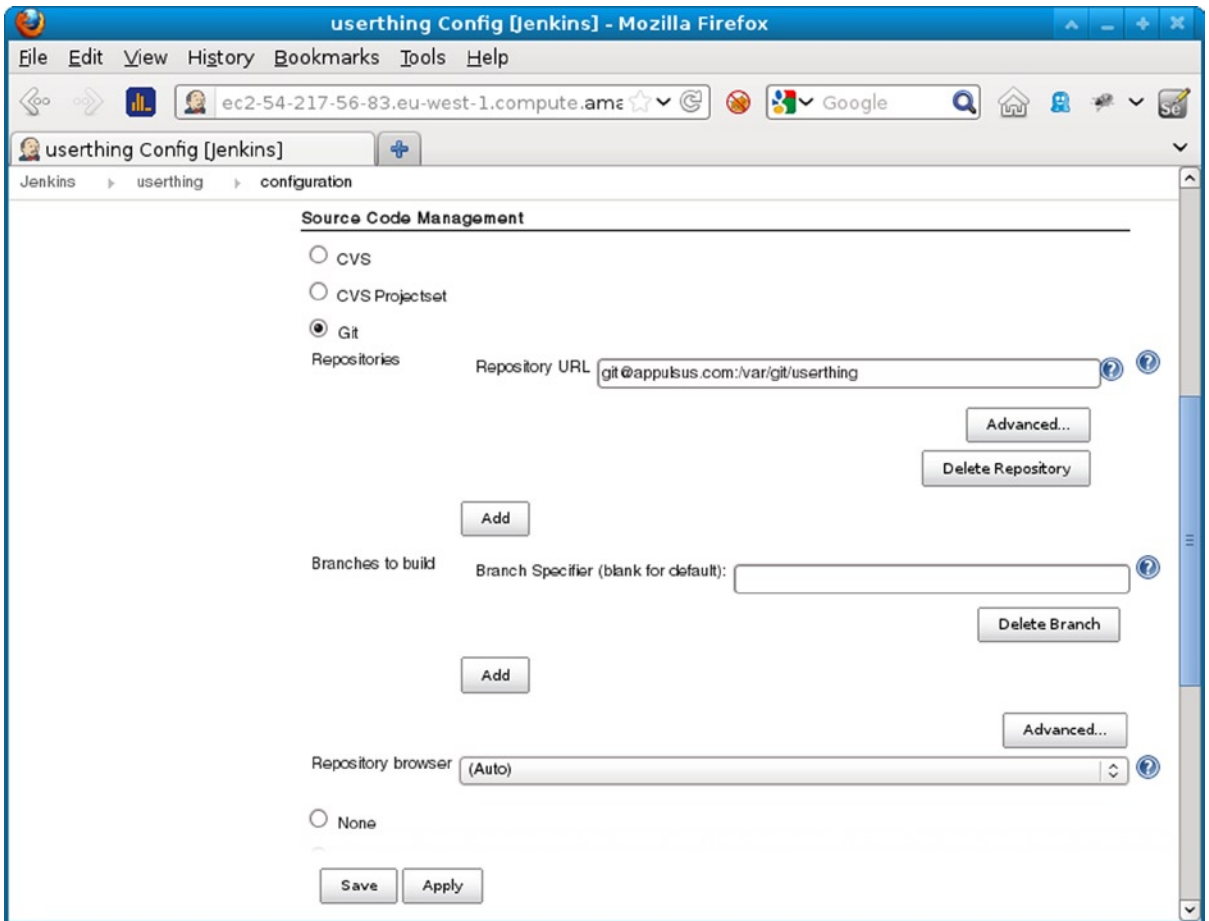 userthing Config [Jenkins] - Mozilla Firefox
File Edit View History Bookmarks Tools Help
ec2-54-217-56-83.eu-west-1.compute.ama Google Se
userthing Config [Jenkins]
Jenkins userthing configuration
Source Code Management
CVS
CVS Projectset
Git
Repositories Repository URL git@appulsus.com:/var/git/userthing
Advanced...
Delete Repository
Add
Branches to build Branch Specifier (blank for default):
Delete Branch
Add
Advanced...
Repository browser (Auto)
None
Save Apply